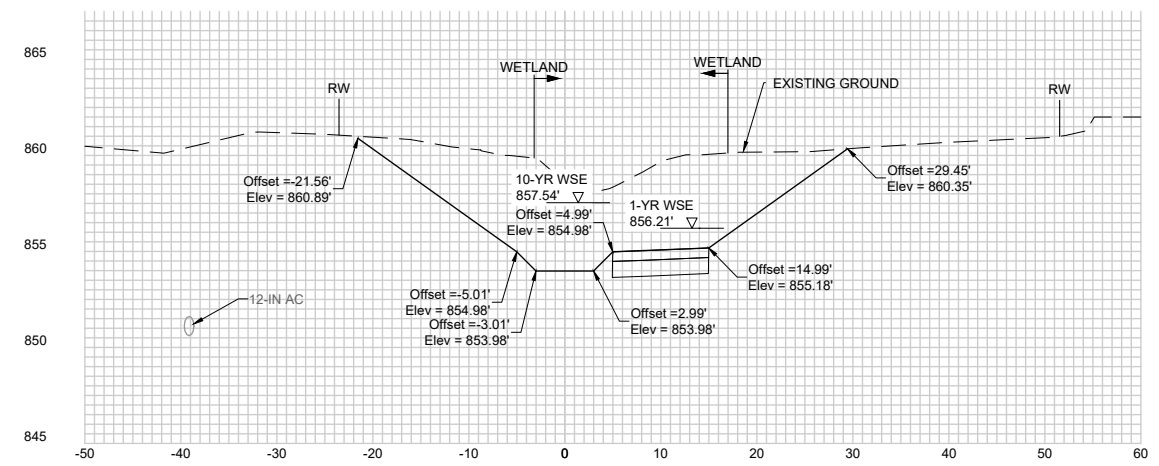 865
860
855
850
845
RW
WETLAND
WETLAND
EXISTING GROUND
RW
Offset =-21.56'
Elev = 860.89'
10-YR WSE
857.54'
Offset =4.99'
Elev = 854.98'
1-YR WSE
856.21'
Offset =29.45'
Elev = 860.35'
12-IN AC
Offset =-5.01'
Elev = 854.98'
Offset =-3.01'
Elev = 853.98'
Offset =2.99'
Elev = 853.98'
Offset =14.99'
Elev = 855.18'
-50 -40 -30 -20 -10 0 10 20 30 40 50 60